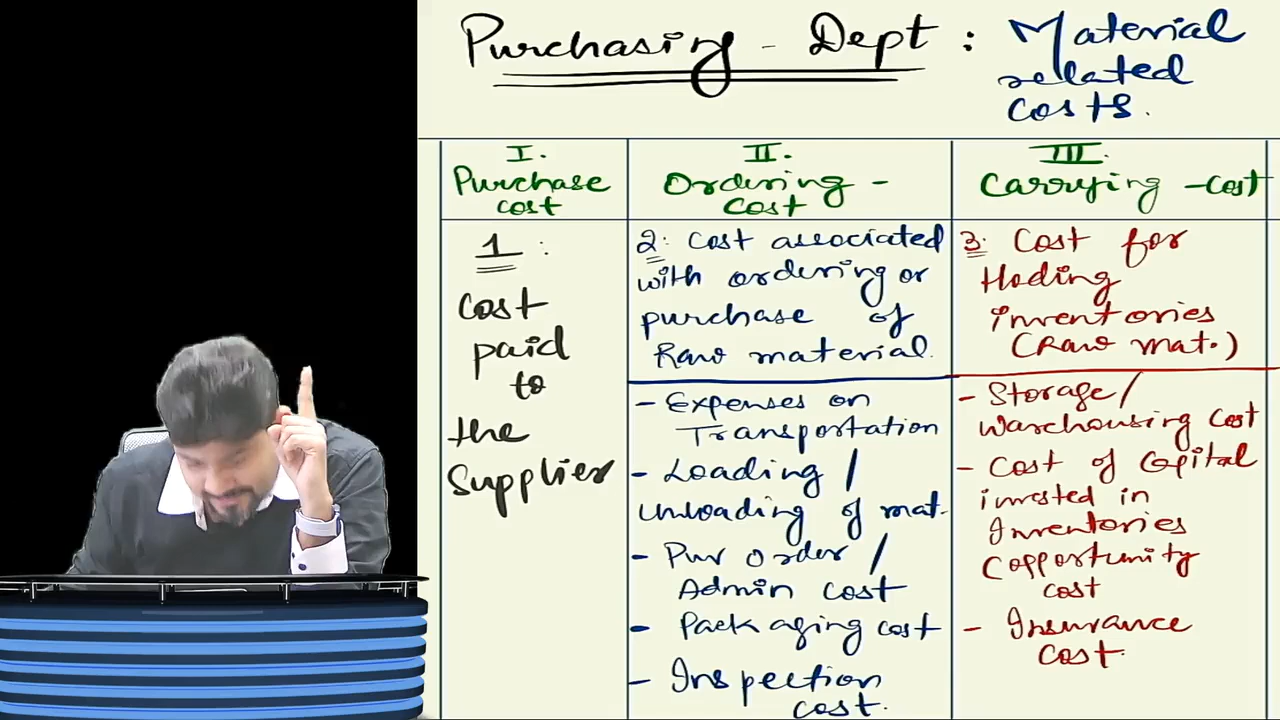 Purchasing - Dept : Material
related
costs.
I.
Purchase
cost
1 :
cost
paid
to
the
Supplier
II.
Ordering -
cost
2: cost associated
with ordering or
purchase of
Raw material.
- Expenses on
Transportation
- Loading /
unloading of mat.
- Pur order /
Admin cost
- Packaging cost
- Inspection
cost.
III
Carrying - cost
3. Cost for
Hoding
inventories
(Raw mat.)
- Storage/
Warehousing cost
- Cost of Capital
invested in
Inventories
(opportunity
cost
- Insurance
cost.